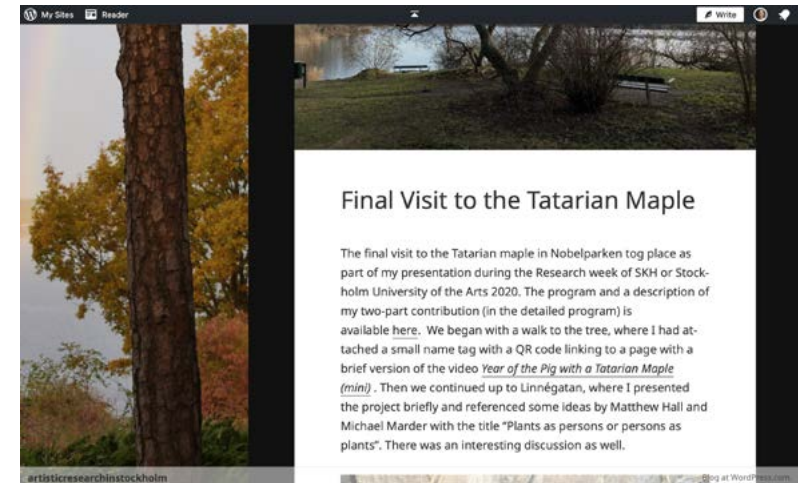 My Sites Reader Write
Final Visit to the Tatarian Maple
The final visit to the Tatarian maple in Nobelparken tog place as
part of my presentation during the Research week of SKH or Stock-
holm University of the Arts 2020. The program and a description of
my two-part contribution (in the detailed program) is
available here. We began with a walk to the tree, where I had at-
tached a small name tag with a QR code linking to a page with a
brief version of the video Year of the Pig with a Tatarian Maple
(mini) . Then we continued up to Linnégatan, where I presented
the project briefly and referenced some ideas by Matthew Hall and
Michael Marder with the title “Plants as persons or persons as
plants”. There was an interesting discussion as well.
artisticresearchinstockholm Blog at WordPress.com.